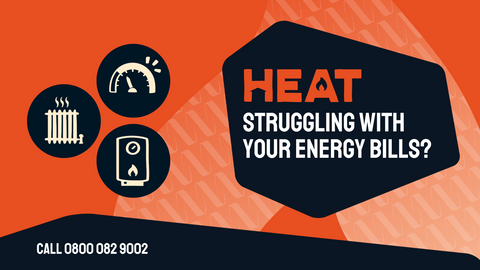 HEAT
STRUGGLING WITH
YOUR ENERGY BILLS?
CALL 0800 082 9002